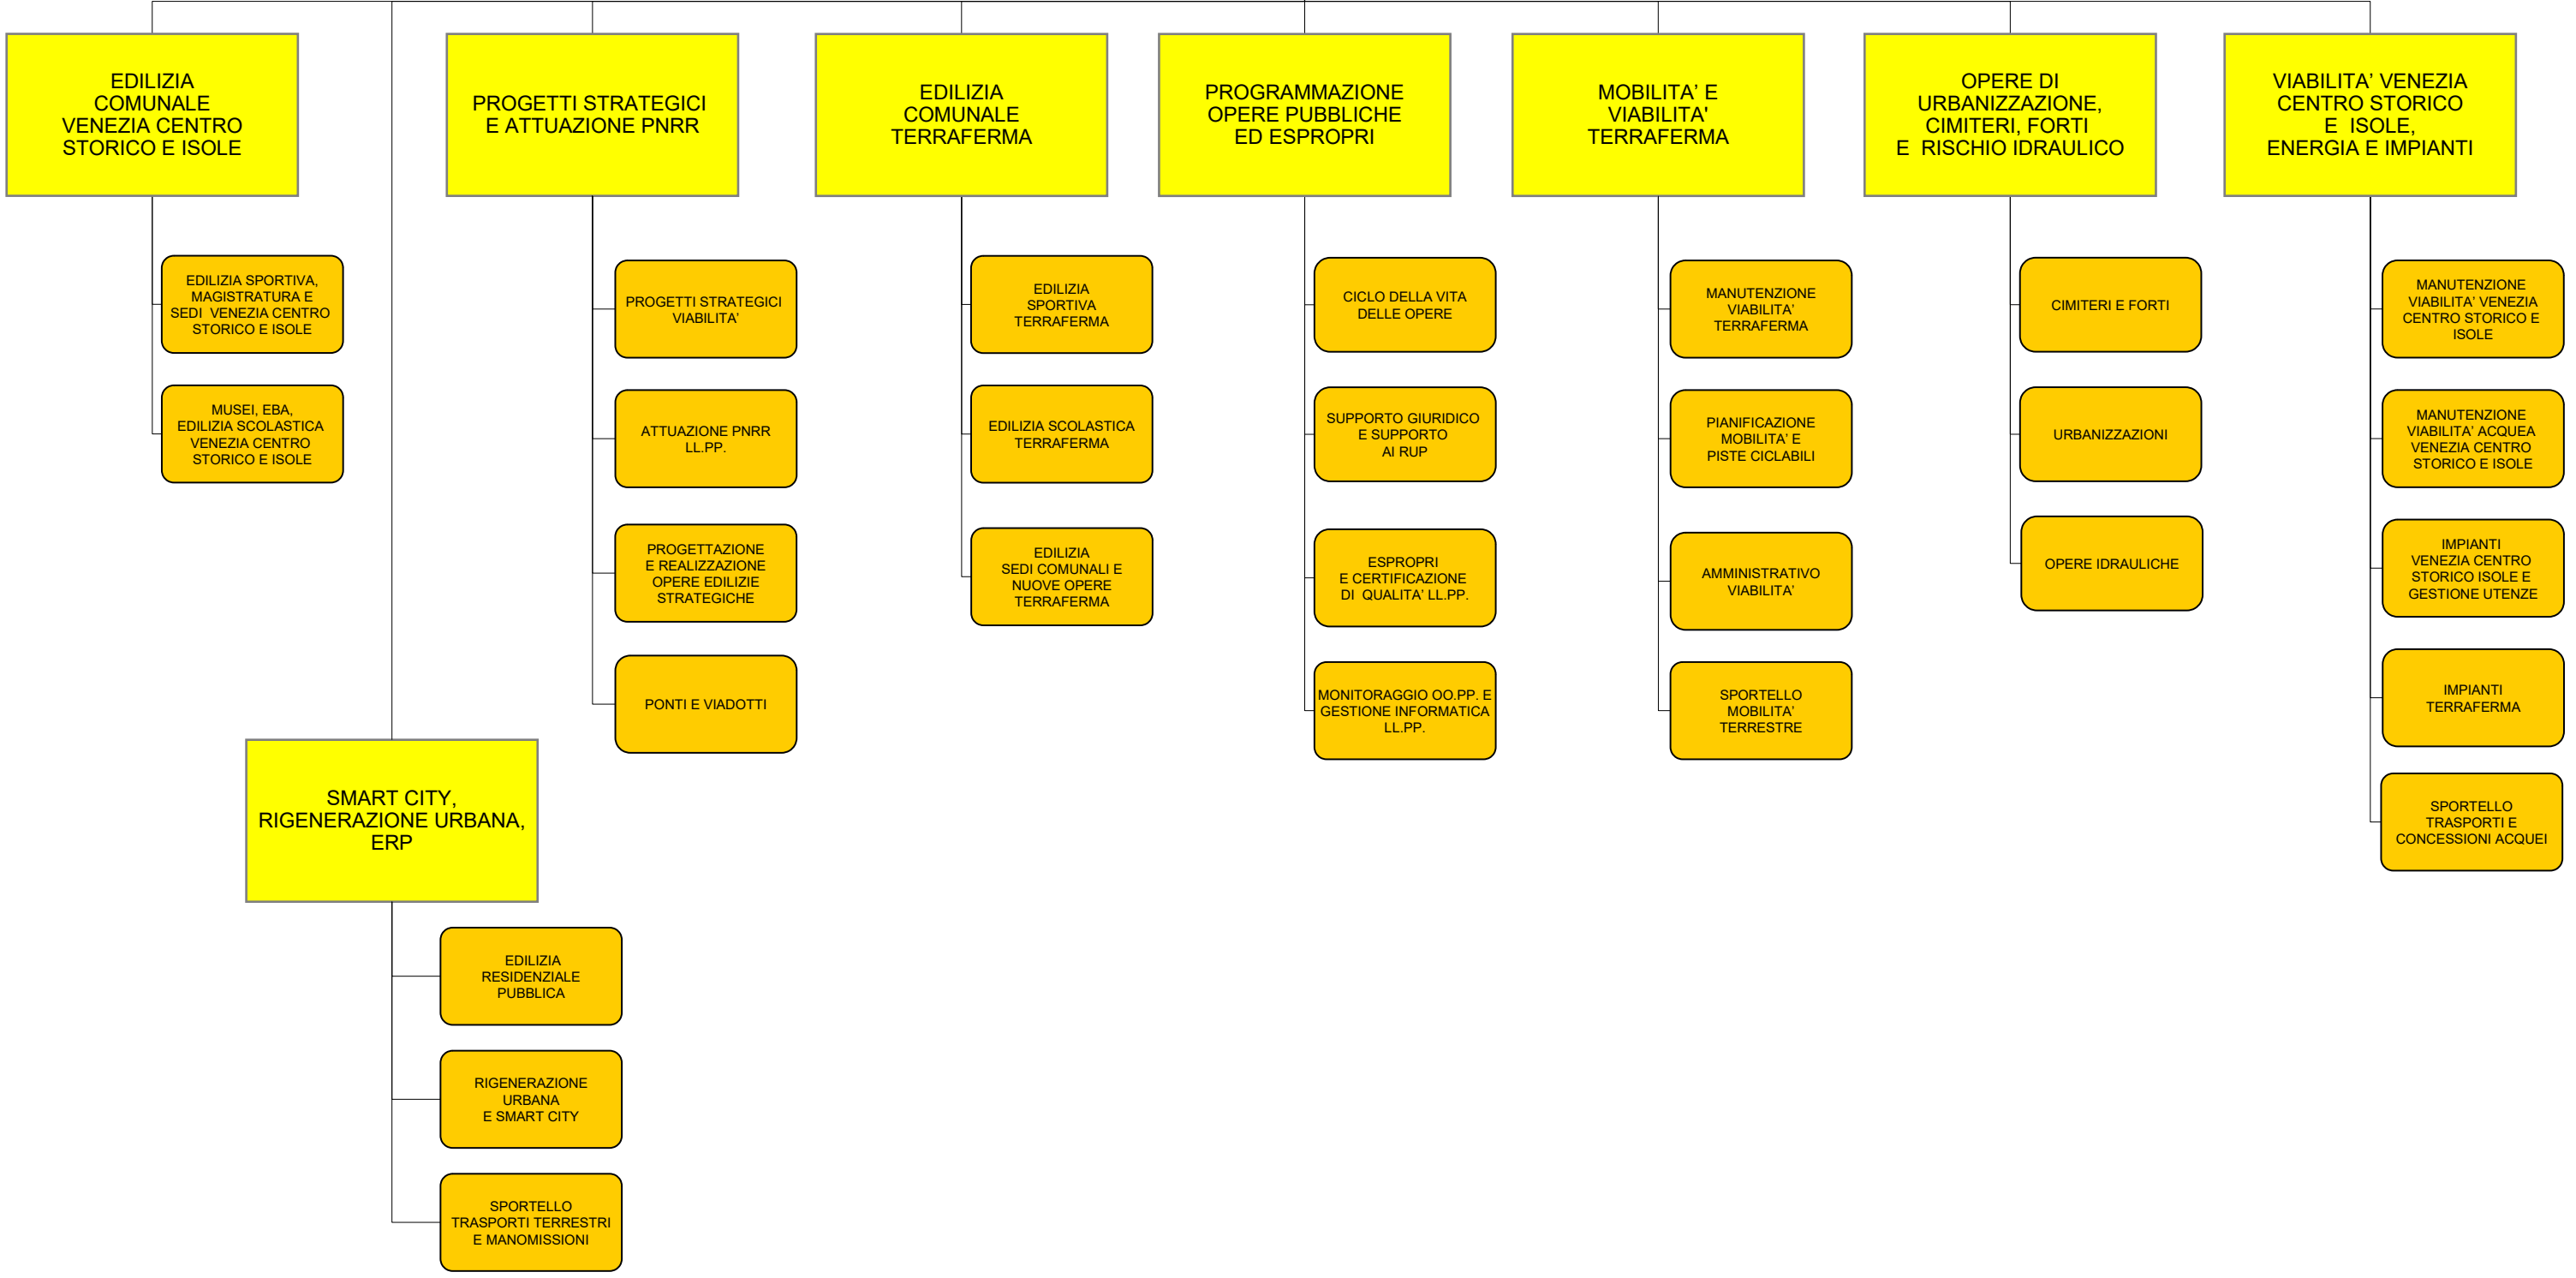 EDILIZIA
COMUNALE
VENEZIA CENTRO
STORICO E ISOLE
EDILIZIA SPORTIVA,
MAGISTRATURA E
SEDI VENEZIA CENTRO
STORICO E ISOLE
MUSEI, EBA,
EDILIZIA SCOLASTICA
VENEZIA CENTRO
STORICO E ISOLE
SMART CITY,
RIGENERAZIONE URBANA,
ERP
EDILIZIA
RESIDENZIALE
PUBBLICA
RIGENERAZIONE
URBANA
E SMART CITY
SPORTELLO
TRASPORTI TERRESTRI
E MANOMISSIONI
PROGETTI STRATEGICI
E ATTUAZIONE PNRR
PROGETTI STRATEGICI
VIABILITA’
ATTUAZIONE PNRR
LL.PP.
PROGETTAZIONE
E REALIZZAZIONE
OPERE EDILIZIE
STRATEGICHE
PONTI E VIADOTTI
EDILIZIA
COMUNALE
TERRAFERMA
EDILIZIA
SPORTIVA
TERRAFERMA
EDILIZIA SCOLASTICA
TERRAFERMA
EDILIZIA
SEDI COMUNALI E
NUOVE OPERE
TERRAFERMA
PROGRAMMAZIONE
OPERE PUBBLICHE
ED ESPROPRI
CICLO DELLA VITA
DELLE OPERE
SUPPORTO GIURIDICO
E SUPPORTO
AI RUP
ESPROPRI
E CERTIFICAZIONE
DI QUALITA’ LL.PP.
MONITORAGGIO OO.PP. E
GESTIONE INFORMATICA
LL.PP.
MOBILITA’ E
VIABILITA'
TERRAFERMA
MANUTENZIONE
VIABILITA’
TERRAFERMA
PIANIFICAZIONE
MOBILITA’ E
PISTE CICLABILI
AMMINISTRATIVO
VIABILITA’
SPORTELLO
MOBILITA’
TERRESTRE
OPERE DI
URBANIZZAZIONE,
CIMITERI, FORTI
E RISCHIO IDRAULICO
CIMITERI E FORTI
URBANIZZAZIONI
OPERE IDRAULICHE
VIABILITA’ VENEZIA
CENTRO STORICO
E ISOLE,
ENERGIA E IMPIANTI
MANUTENZIONE
VIABILITA’ VENEZIA
CENTRO STORICO E
ISOLE
MANUTENZIONE
VIABILITA’ ACQUEA
VENEZIA CENTRO
STORICO E ISOLE
IMPIANTI
VENEZIA CENTRO
STORICO ISOLE E
GESTIONE UTENZE
IMPIANTI
TERRAFERMA
SPORTELLO
TRASPORTI E
CONCESSIONI ACQUEI